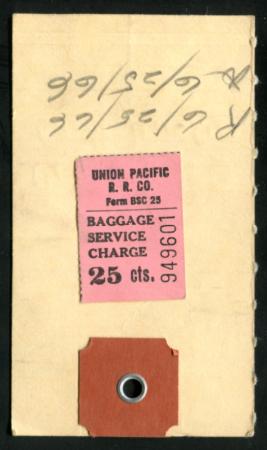 R 6/25/66
A 6/25/66
UNION PACIFIC
R. R. CO.
Form BSC 25
BAGGAGE
SERVICE
CHARGE
25 cts.
949601